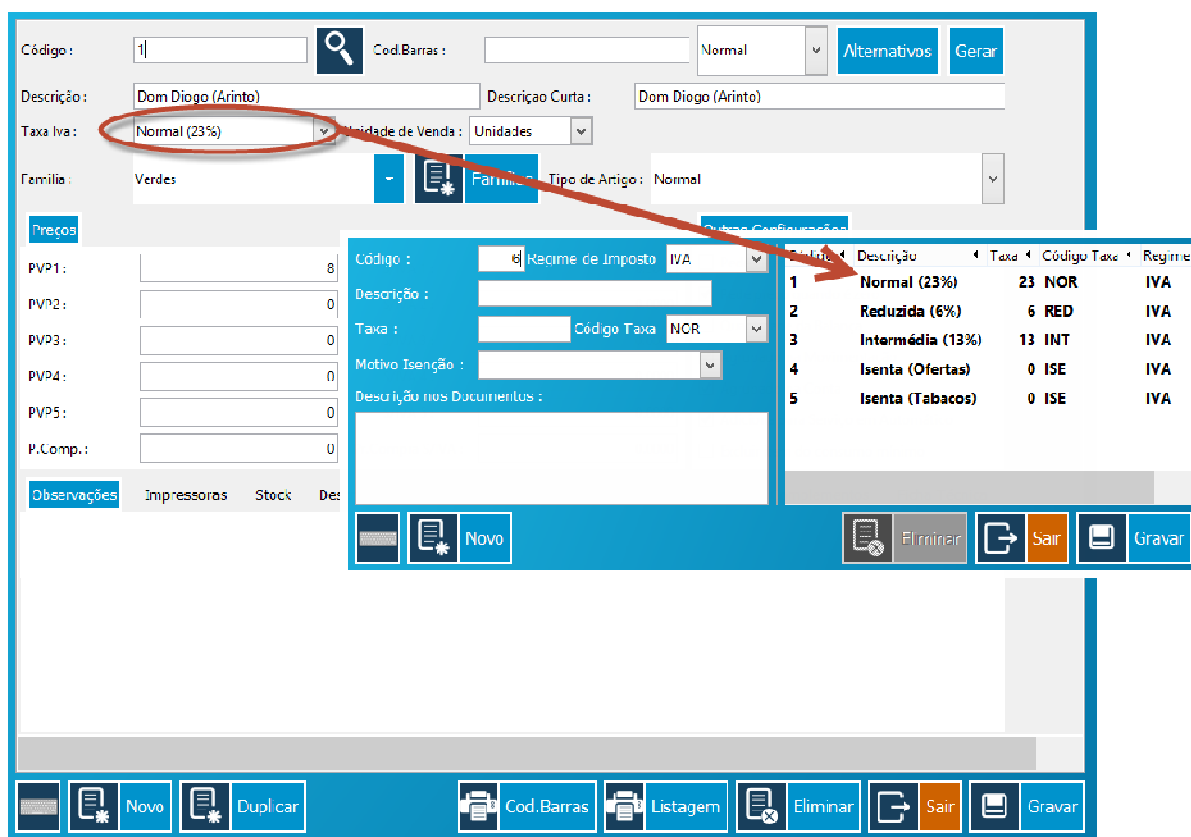 Código : 1 Cod.Barras : Normal Alternativos Gerar
Descrição : Dom Diogo (Arinto) Descriçao Curta : Dom Diogo (Arinto)
Taxa Iva : Normal (23%) Unidade de Venda : Unidades
Familia : Verdes Familias Tipo de Artigo : Normal
Preços Outras Configurações
PVP1 : 8
PVP2 : 0
PVP3 : 0
PVP4 : 0
PVP5 : 0
P.Comp. : 0
Código : 6 Regime de Imposto IVA
Descrição :
Taxa : Código Taxa NOR
Motivo Isenção :
Descrição nos Documentos :
Descrição Taxa Código Taxa Regime
1 Normal (23%) 23 NOR IVA
2 Reduzida (6%) 6 RED IVA
3 Intermédia (13%) 13 INT IVA
4 Isenta (Ofertas) 0 ISE IVA
5 Isenta (Tabacos) 0 ISE IVA
Novo Eliminar Sair Gravar
Observações Impressoras Stock Des
Novo Duplicar Cod.Barras Listagem Eliminar Sair Gravar